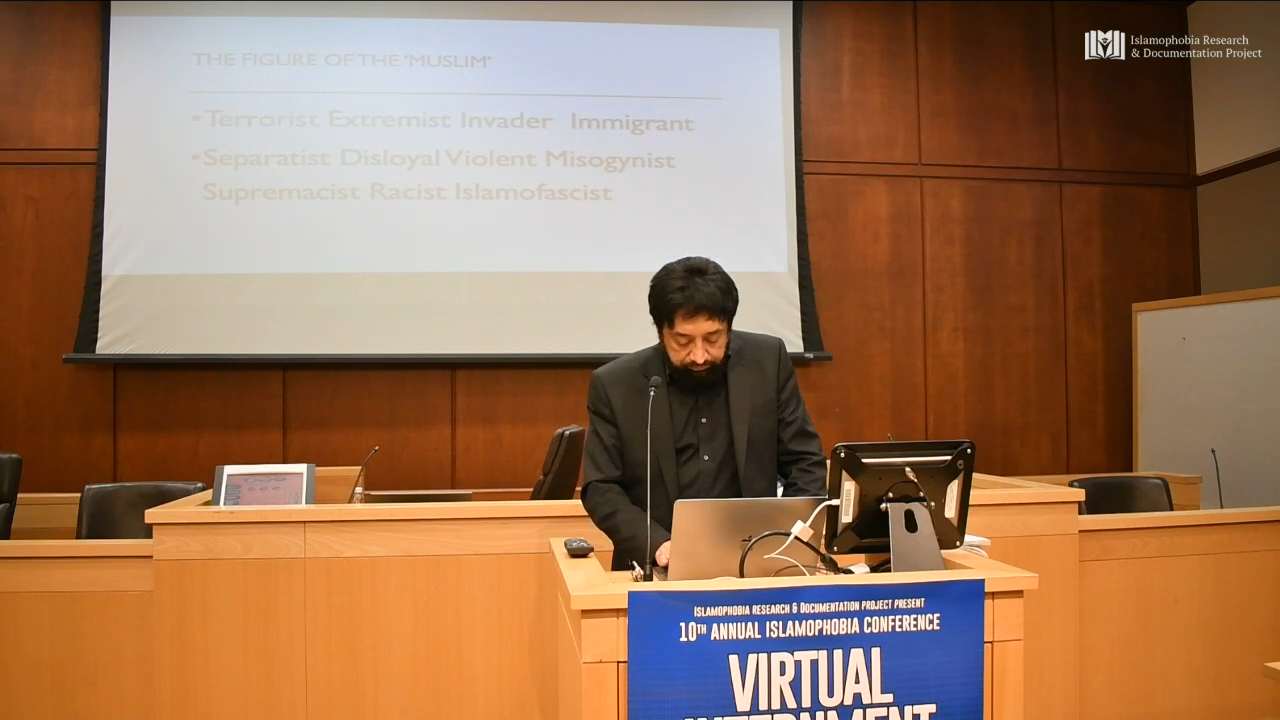 Islamophobia Research
& Documentation Project
THE FIGURE OF THE 'MUSLIM'
•Terrorist Extremist Invader Immigrant
•Separatist Disloyal Violent Misogynist
Supremacist Racist Islamofascist
ISLAMOPHOBIA RESEARCH & DOCUMENTATION PROJECT PRESENT
10TH ANNUAL ISLAMOPHOBIA CONFERENCE
VIRTUAL
INTERNMENT